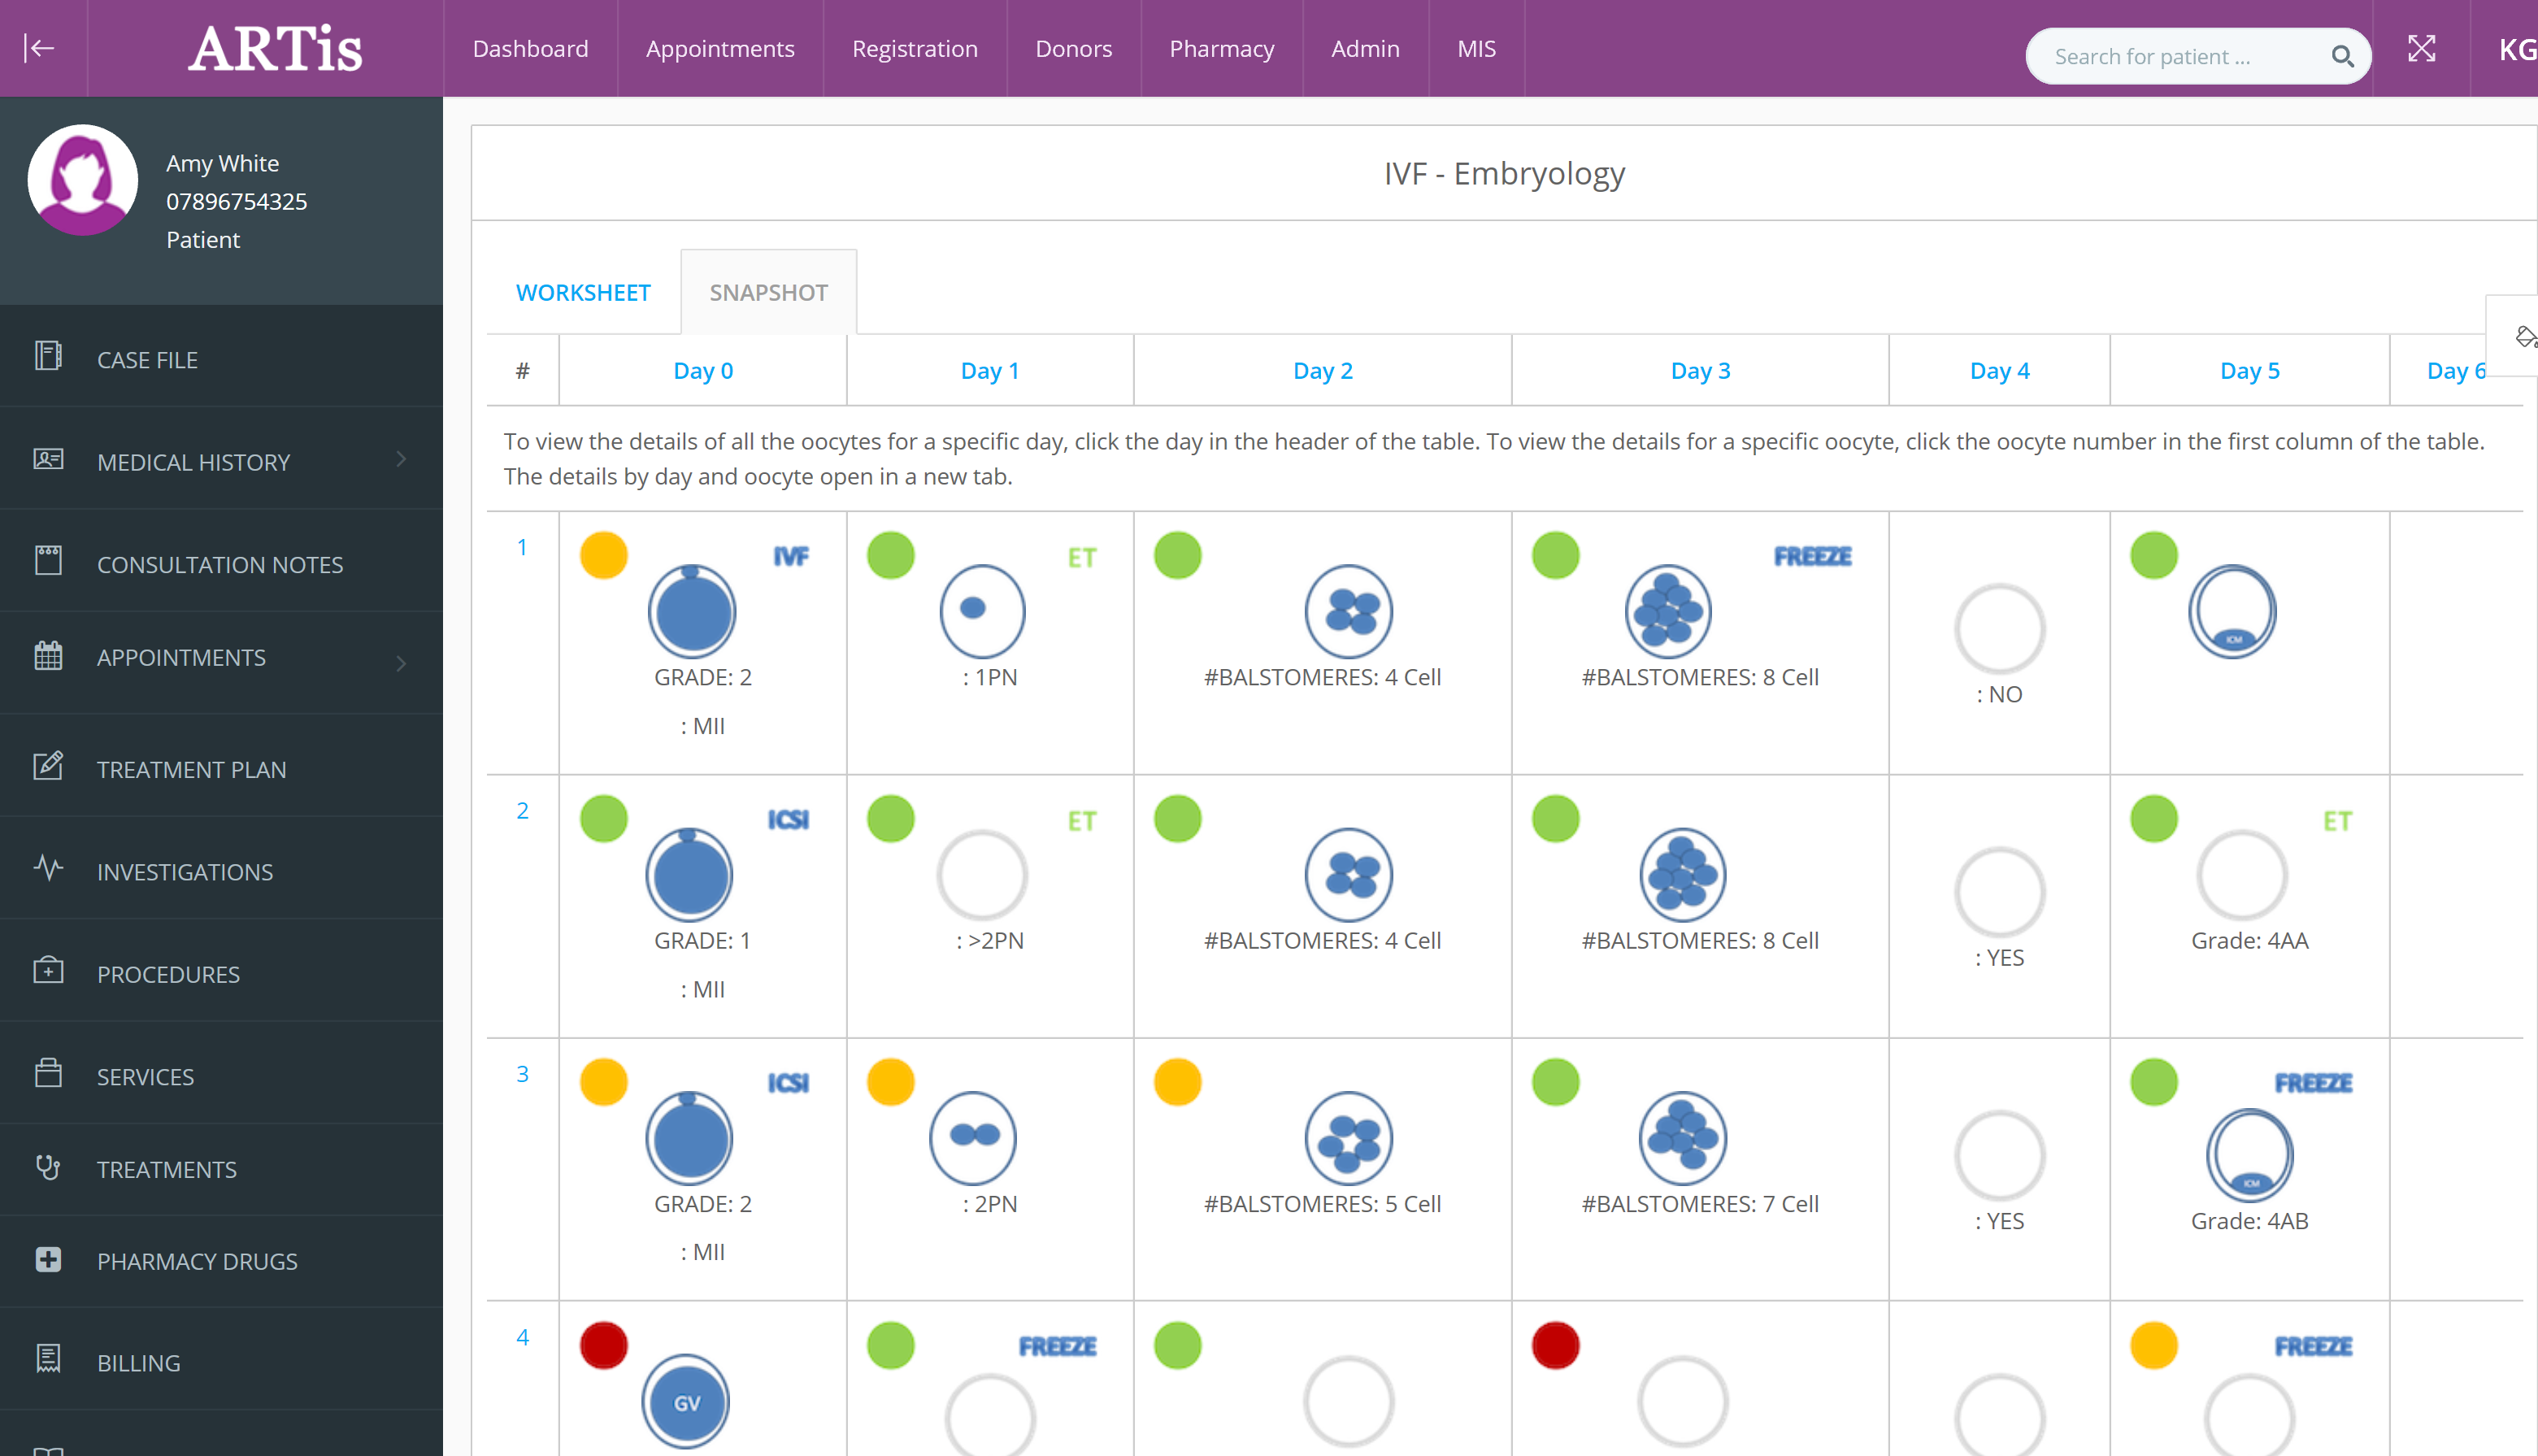 ARTis
Dashboard
Appointments
Registration
Donors
Pharmacy
Admin
MIS
Search for patient ...
KG
Amy White
07896754325
Patient
CASE FILE
MEDICAL HISTORY
CONSULTATION NOTES
APPOINTMENTS
TREATMENT PLAN
INVESTIGATIONS
PROCEDURES
SERVICES
TREATMENTS
PHARMACY DRUGS
BILLING
IVF - Embryology
WORKSHEET
SNAPSHOT
# Day 0 Day 1 Day 2 Day 3 Day 4 Day 5 Day 6
To view the details of all the oocytes for a specific day, click the day in the header of the table. To view the details for a specific oocyte, click the oocyte number in the first column of the table.
The details by day and oocyte open in a new tab.
1 IVF ET FREEZE
ICM
GRADE: 2 : 1PN #BALSTOMERES: 4 Cell #BALSTOMERES: 8 Cell : NO
: MII
2 ICSI ET ET
GRADE: 1 : >2PN #BALSTOMERES: 4 Cell #BALSTOMERES: 8 Cell : YES Grade: 4AA
: MII
3 ICSI FREEZE
ICM
GRADE: 2 : 2PN #BALSTOMERES: 5 Cell #BALSTOMERES: 7 Cell : YES Grade: 4AB
: MII
4 FREEZE FREEZE
GV